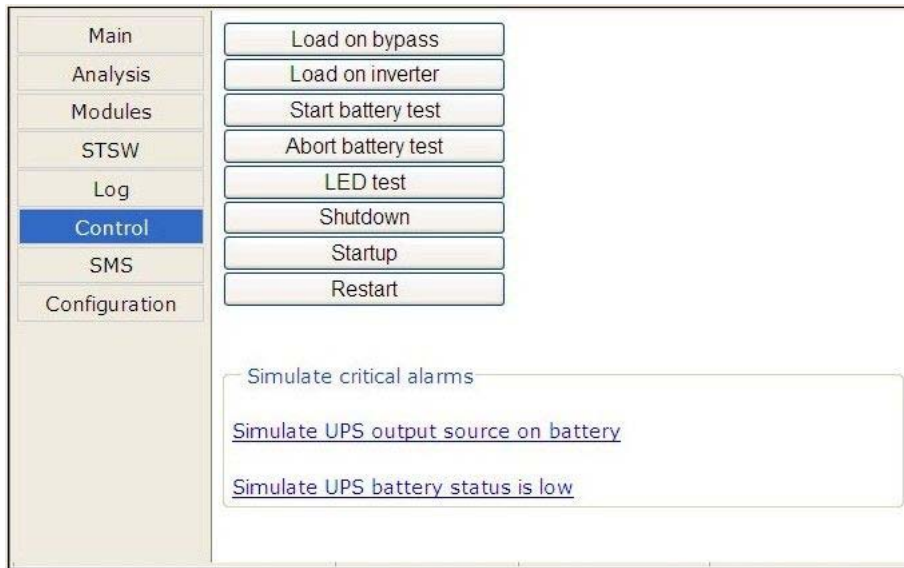 Main
Analysis
Modules
STSW
Log
Control
SMS
Configuration
Load on bypass
Load on inverter
Start battery test
Abort battery test
LED test
Shutdown
Startup
Restart
Simulate critical alarms
Simulate UPS output source on battery
Simulate UPS battery status is low